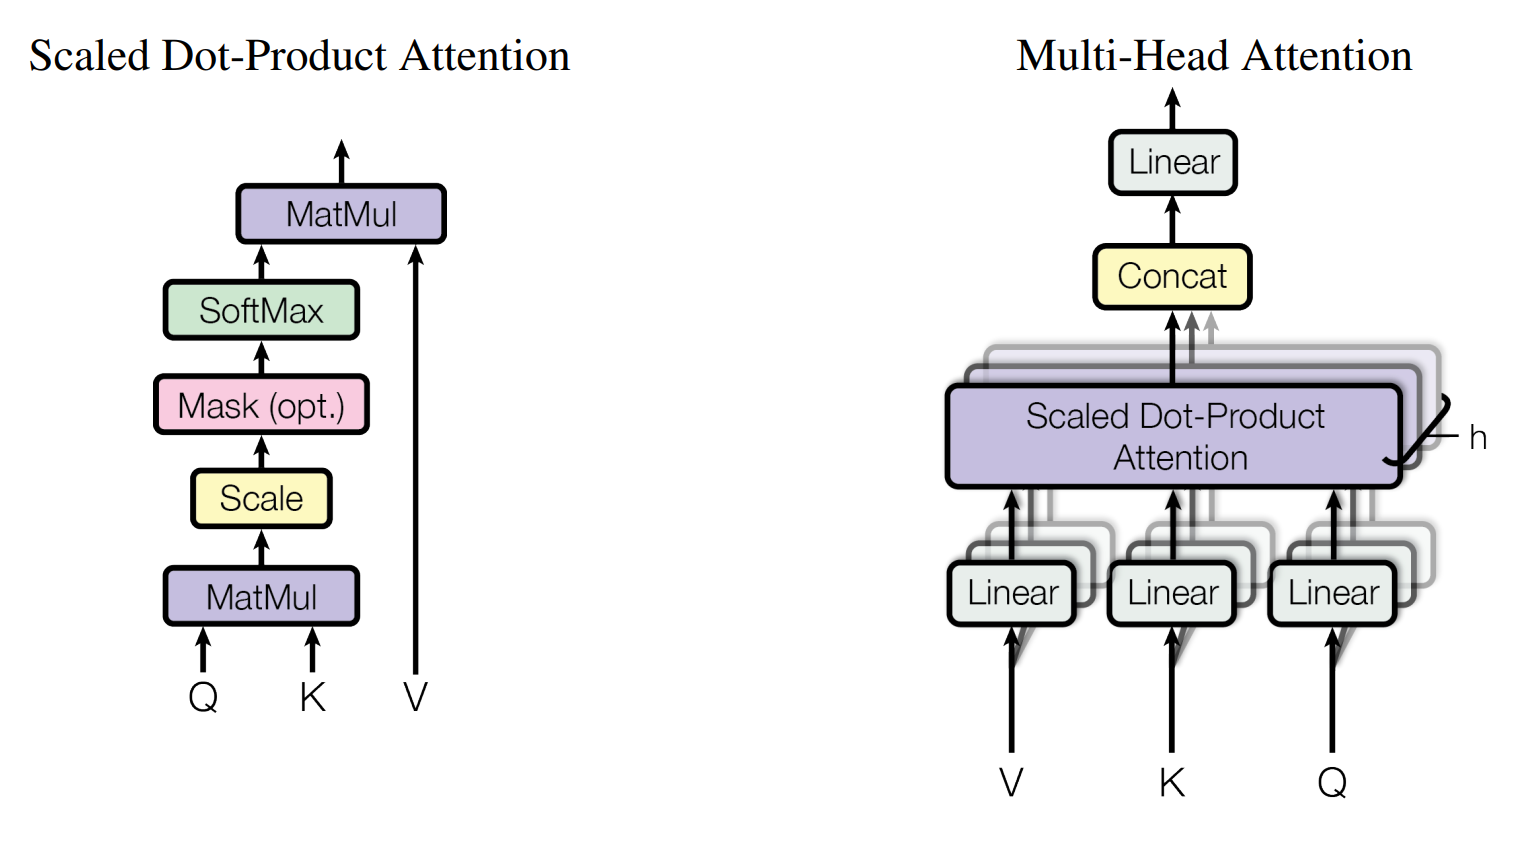 Scaled Dot-Product Attention
MatMul
SoftMax
Mask (opt.)
Scale
MatMul
Q K V
Multi-Head Attention
Linear
Concat
Scaled Dot-Product
Attention
h
Linear Linear Linear
V K Q